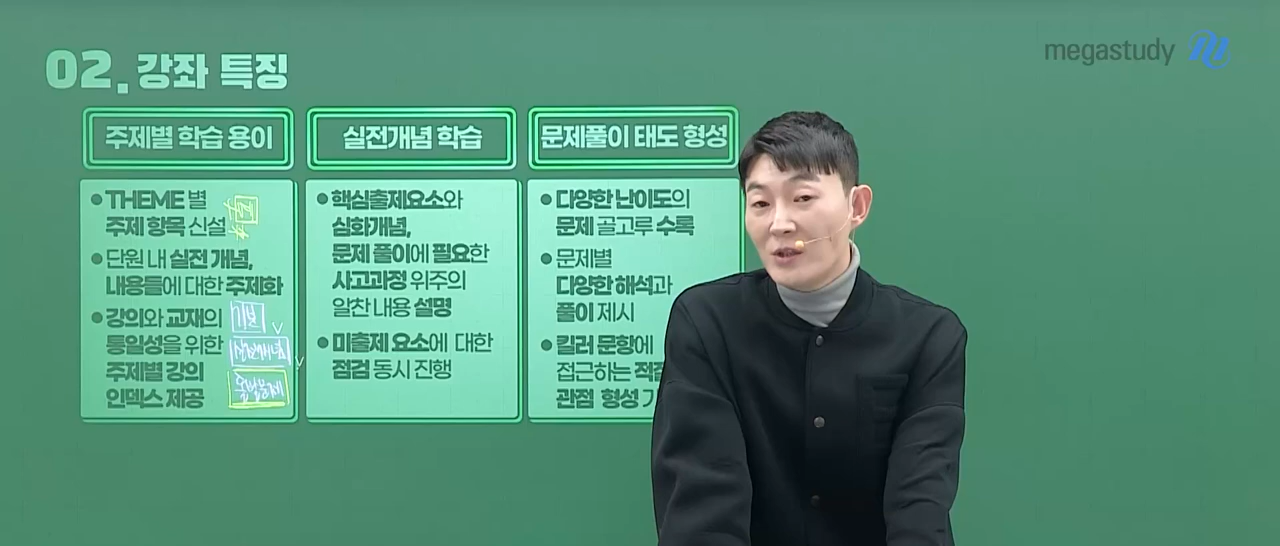 02. 강좌 특징
megastudy
주제별 학습 용이
THEME 별
주제 항목 신설
단원 내 실전 개념,
내용들에 대한 주제화
강의와 교재의
통일성을 위한
주제별 강의
인덱스 제공
기본
실전개념
실전개념 학습
핵심출제요소와
심화개념,
문제 풀이에 필요한
사고과정 위주의
알찬 내용 설명
미출제 요소에 대한
점검 동시 진행
문제풀이 태도 형성
다양한 난이도의
문제 골고루 수록
문제별
다양한 해석과
풀이 제시
킬러 문항에
접근하는
관점 형성